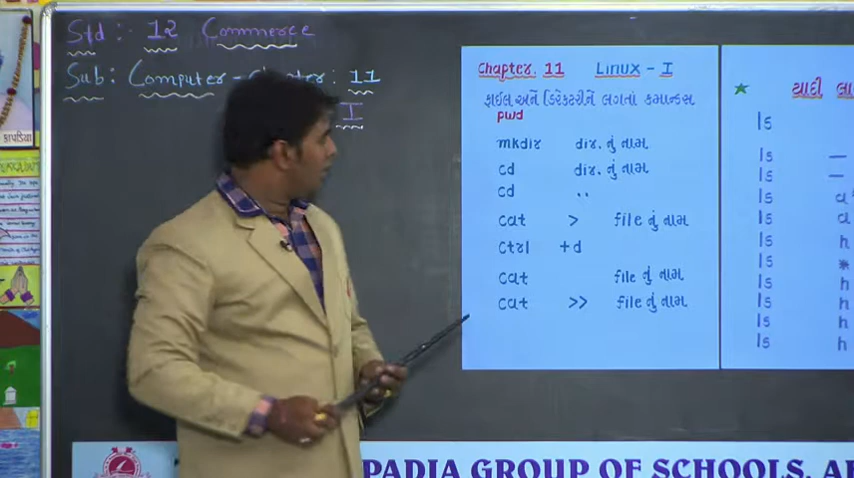 Std : 12 Commerce
Sub : Computer - Chapter : 11
I
Chapter. 11 Linux - I
ફાઈલ અને ડિરેક્ટરીને લગતાં કમાન્ડસ
pwd
mkdir dir. નું નામ
cd dir. નું નામ
cd ..
cat > file નું નામ
ctrl +d
cat file નું નામ
cat >> file નું નામ
★ યાદી
ls
ls —
ls —
ls a
ls a
ls h
ls *
ls h
ls h
ls h
ls h
કાપડિયા
PADIA GROUP OF SCHOOLS.